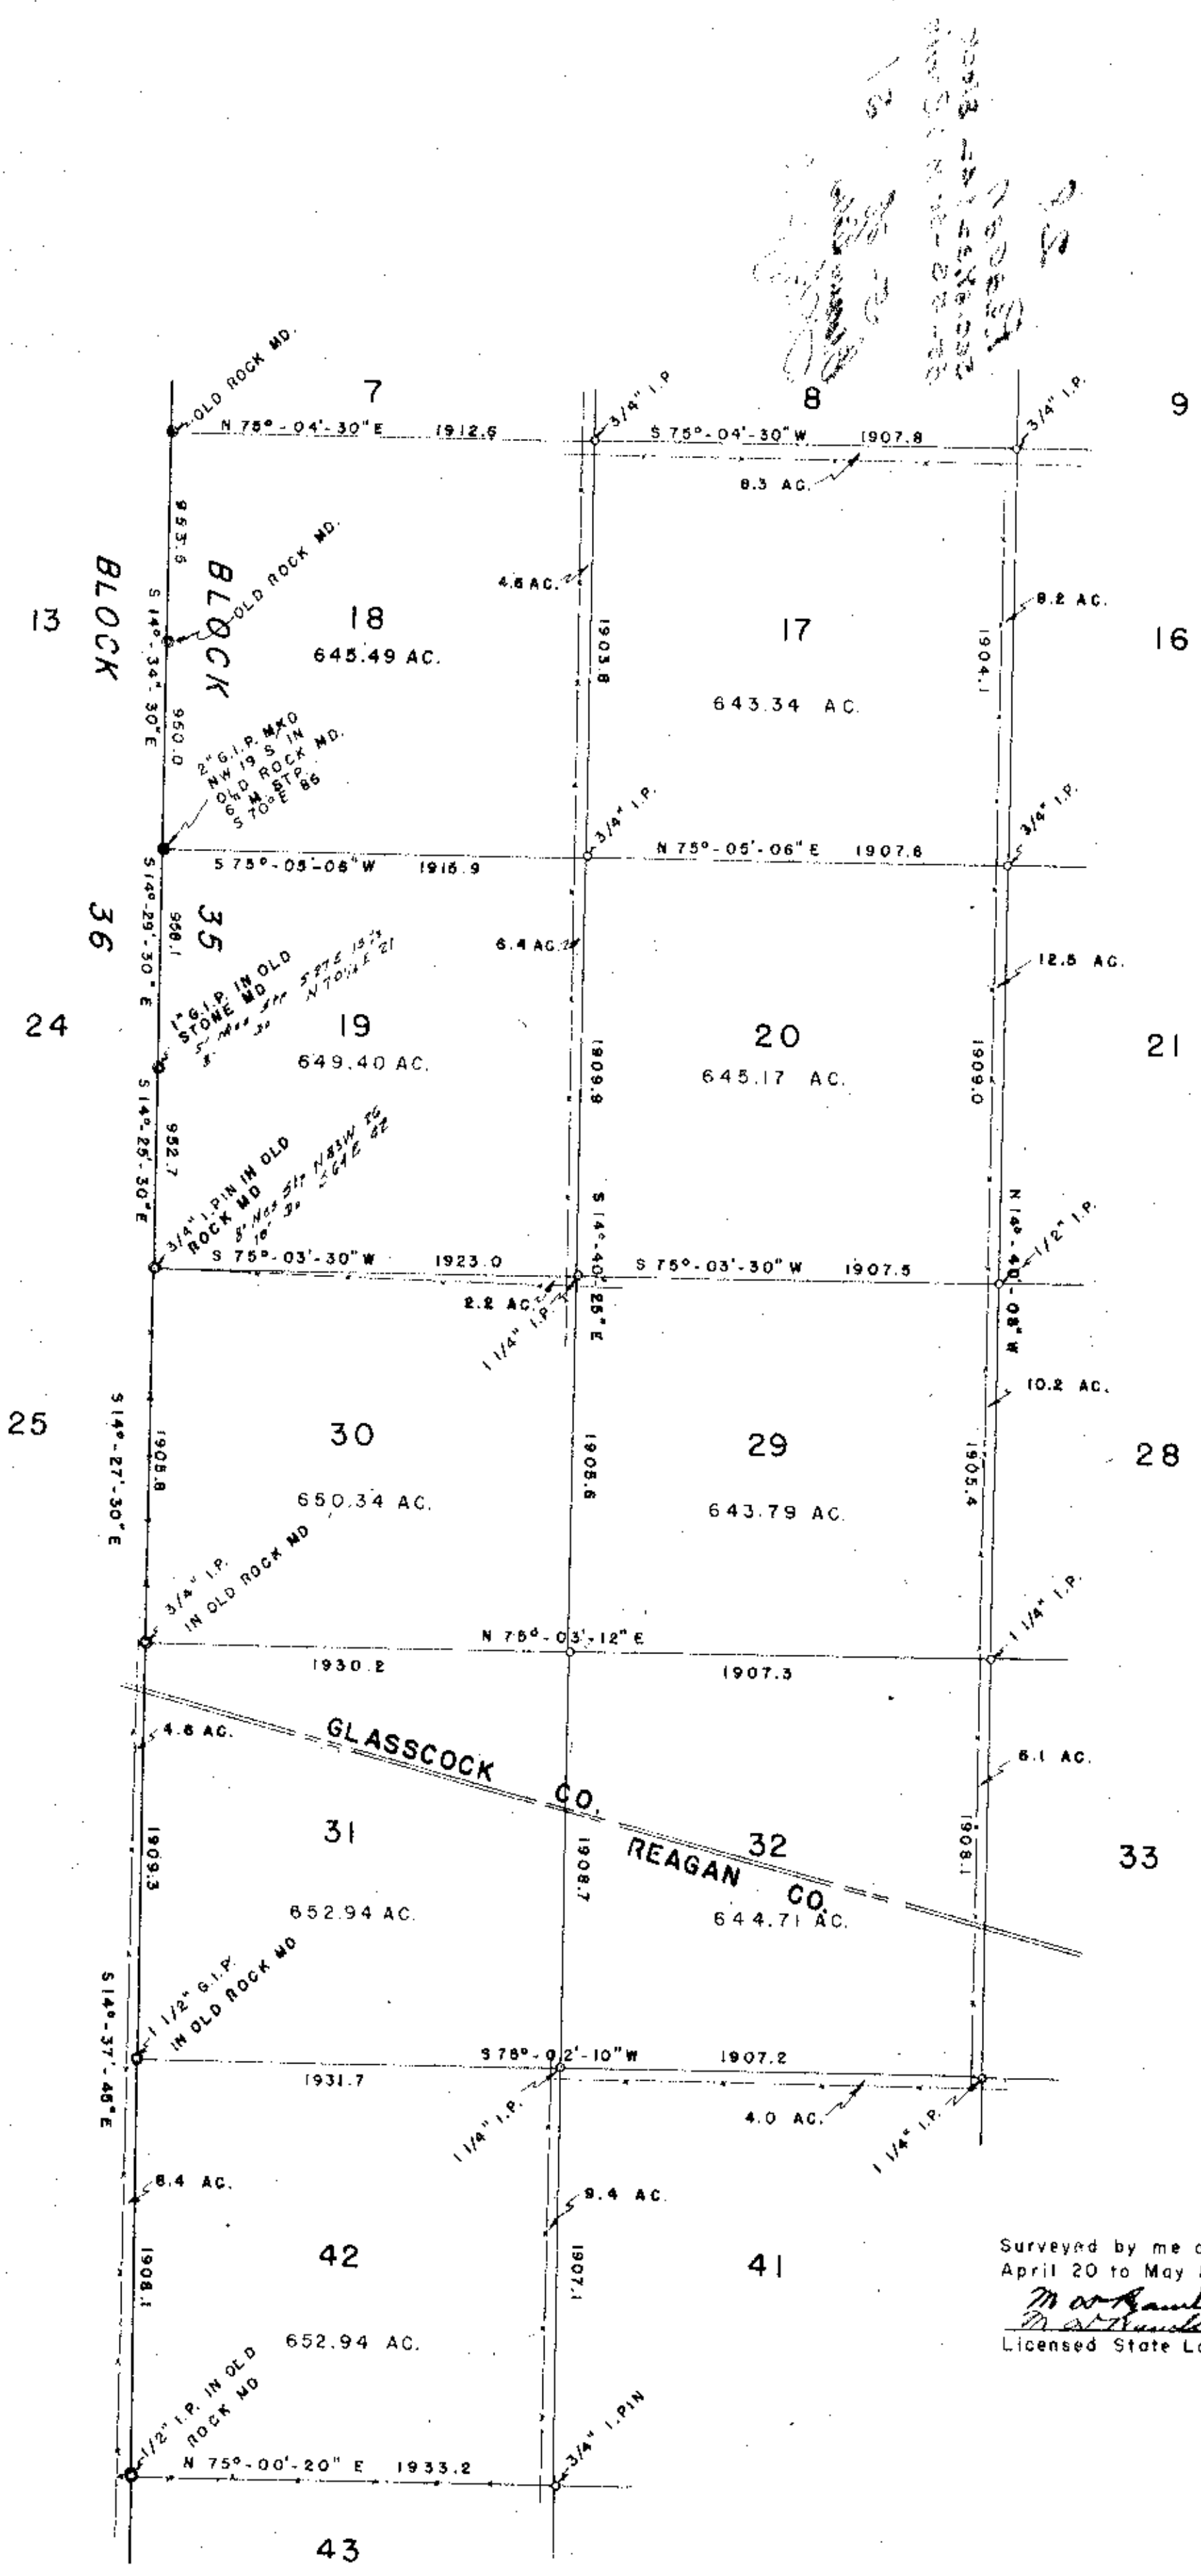 OLD ROCK MD.
7
8
9
3/4" I.P.
3/4" I.P.
N 75°-04'-30" E 1912.6
S 75°-04'-30" W 1907.8
8.3 AC.
953.6
OLD ROCK MD.
BLOCK
BLOCK
S 14°-34'-30" E
4.6 AC.
8.2 AC.
13
18
17
16
645.49 AC.
1903.8
1904.1
643.34 AC.
950.0
2" G.I.P. MKD
NW 19 S IN
OLD ROCK MD.
S 70° E 86
3/4" I.P.
3/4" I.P.
S 75°-05'-06" W 1915.9
N 75°-05'-06" E 1907.6
S 14°-29'-30" E
958.1
35
36
6.4 AC.
12.5 AC.
1" G.I.P. IN OLD
STONE MD
24
19
20
21
649.40 AC.
1909.9
1909.0
645.17 AC.
S 14°-25'-30" E
952.7
3/4" I.PIN IN OLD
ROCK MD
S 75°-03'-30" W 1923.0
S 75°-03'-30" W 1907.5
S 14°-40'-25" E
N 14°-40'-08" W
1/2" I.P.
2.2 AC.
1 1/4" I.P.
10.2 AC.
25
30
29
28
S 14°-27'-30" E
1905.8
1905.6
1905.4
650.34 AC.
643.79 AC.
3/4" I.P.
IN OLD ROCK MD
1 1/4" I.P.
N 75°-03'-12" E
1930.2
1907.3
4.6 AC.
6.1 AC.
GLASSCOCK CO.
REAGAN CO.
31
32
33
1909.3
1908.7
1908.1
652.94 AC.
644.71 AC.
1 1/2" G.I.P.
IN OLD ROCK MD
S 14°-37'-45" E
S 75°-02'-10" W 1907.2
1931.7
1 1/4" I.P.
4.0 AC.
1 1/4" I.P.
8.4 AC.
9.4 AC.
42
41
1908.1
1907.1
652.94 AC.
Surveyed by me
April 20 to May
Licensed State
1/2" I.P. IN OLD
ROCK MD
3/4" I.PIN
N 75°-00'-20" E 1933.2
43